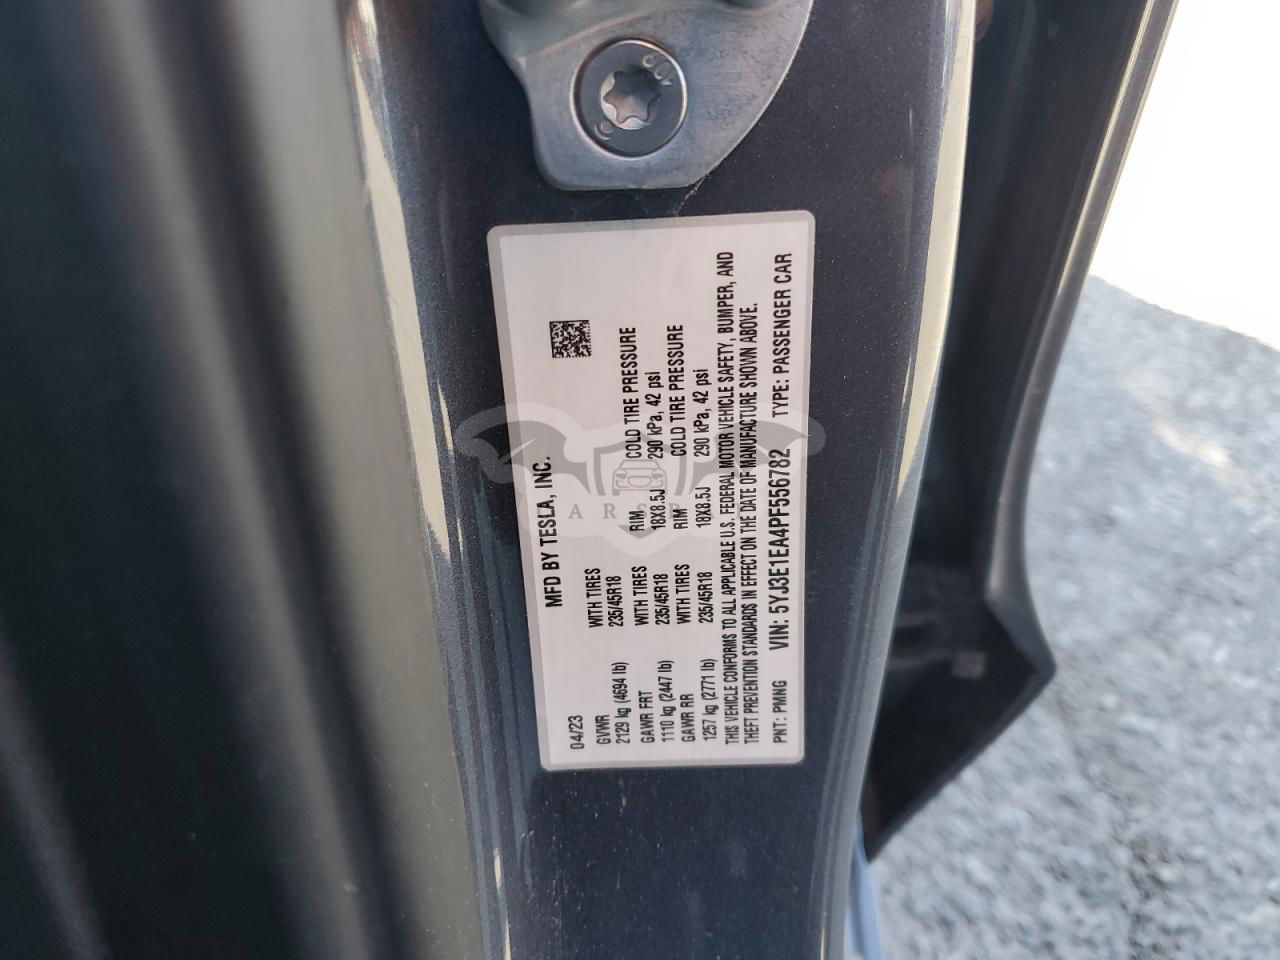 MFD BY TESLA, INC.
04/23
GVWR WITH TIRES RIM COLD TIRE PRESSURE
2129 kg (4694 lb) 235/45R18 18X8.5J 290 kPa, 42 psi
GAWR FRT WITH TIRES RIM COLD TIRE PRESSURE
1110 kg (2447 lb) 235/45R18 18X8.5J 290 kPa, 42 psi
GAWR RR WITH TIRES
1257 kg (2771 lb) 235/45R18
THIS VEHICLE CONFORMS TO ALL APPLICABLE U.S. FEDERAL MOTOR VEHICLE SAFETY, BUMPER, AND
THEFT PREVENTION STANDARDS IN EFFECT ON THE DATE OF MANUFACTURE SHOWN ABOVE.
PNT: PMNG VIN: 5YJ3E1EA4PF556782 TYPE: PASSENGER CAR